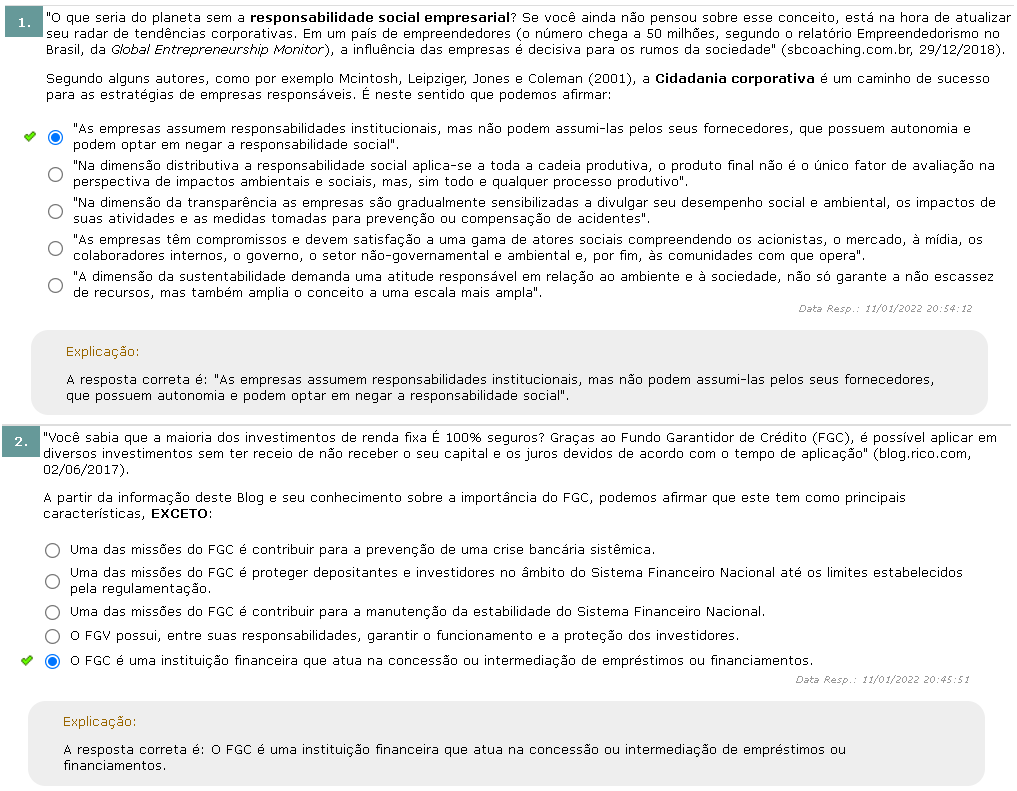 1.
"O que seria do planeta sem a responsabilidade social empresarial? Se você ainda não pensou sobre esse conceito, está na hora de atualizar
seu radar de tendências corporativas. Em um país de empreendedores (o número chega a 50 milhões, segundo o relatório Empreendedorismo no
Brasil, da Global Entrepreneurship Monitor), a influência das empresas é decisiva para os rumos da sociedade" (sbcoaching.com.br, 29/12/2018).
Segundo alguns autores, como por exemplo Mcintosh, Leipziger, Jones e Coleman (2001), a Cidadania corporativa é um caminho de sucesso
para as estratégias de empresas responsáveis. É neste sentido que podemos afirmar:
"As empresas assumem responsabilidades institucionais, mas não podem assumi-las pelos seus fornecedores, que possuem autonomia e
podem optar em negar a responsabilidade social".
"Na dimensão distributiva a responsabilidade social aplica-se a toda a cadeia produtiva, o produto final não é o único fator de avaliação na
perspectiva de impactos ambientais e sociais, mas, sim todo e qualquer processo produtivo".
"Na dimensão da transparência as empresas são gradualmente sensibilizadas a divulgar seu desempenho social e ambiental, os impactos de
suas atividades e as medidas tomadas para prevenção ou compensação de acidentes".
"As empresas têm compromissos e devem satisfação a uma gama de atores sociais compreendendo os acionistas, o mercado, à mídia, os
colaboradores internos, o governo, o setor não-governamental e ambiental e, por fim, às comunidades com que opera".
"A dimensão da sustentabilidade demanda uma atitude responsável em relação ao ambiente e à sociedade, não só garante a não escassez
de recursos, mas também amplia o conceito a uma escala mais ampla".
Data Resp.: 11/01/2022 20:54:12
Explicação:
A resposta correta é: "As empresas assumem responsabilidades institucionais, mas não podem assumi-las pelos seus fornecedores,
que possuem autonomia e podem optar em negar a responsabilidade social".
2.
"Você sabia que a maioria dos investimentos de renda fixa É 100% seguros? Graças ao Fundo Garantidor de Crédito (FGC), é possível aplicar em
diversos investimentos sem ter receio de não receber o seu capital e os juros devidos de acordo com o tempo de aplicação" (blog.rico.com,
02/06/2017).
A partir da informação deste Blog e seu conhecimento sobre a importância do FGC, podemos afirmar que este tem como principais
características, EXCETO:
Uma das missões do FGC é contribuir para a prevenção de uma crise bancária sistêmica.
Uma das missões do FGC é proteger depositantes e investidores no âmbito do Sistema Financeiro Nacional até os limites estabelecidos
pela regulamentação.
Uma das missões do FGC é contribuir para a manutenção da estabilidade do Sistema Financeiro Nacional.
O FGV possui, entre suas responsabilidades, garantir o funcionamento e a proteção dos investidores.
O FGC é uma instituição financeira que atua na concessão ou intermediação de empréstimos ou financiamentos.
Data Resp.: 11/01/2022 20:45:51
Explicação:
A resposta correta é: O FGC é uma instituição financeira que atua na concessão ou intermediação de empréstimos ou
financiamentos.